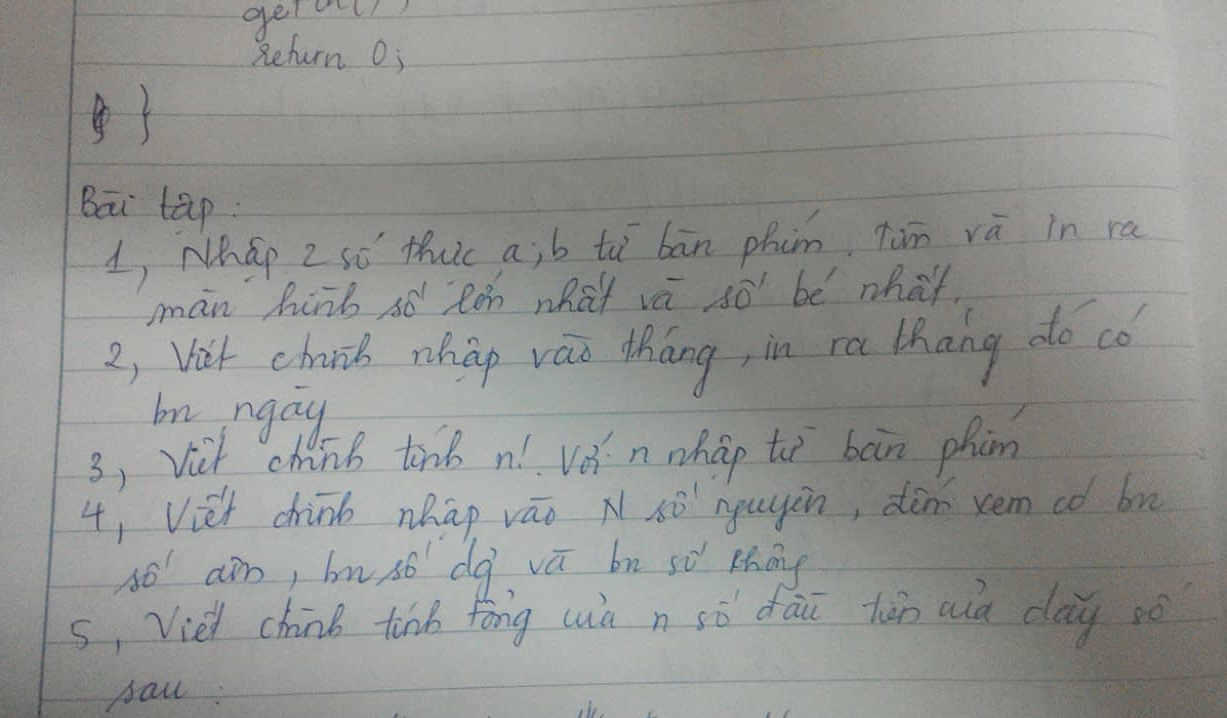 getch();
return 0;
}
Bài tập:
1, Nhập 2 số thực a;b từ bàn phím. Tìm và in ra
màn hình số lớn nhất và số bé nhất.
2, Viết chrình nhập vào tháng, in ra tháng đó có
bn ngày
3, Viết chrình tính n!. Với n nhập từ bàn phím
4, Viết chrình nhập vào N số nguyên, đếm xem có bn
số âm, bn số dg và bn số không
5, Viết chrình tính tổng của n số đầu tiên của dãy số
sau: